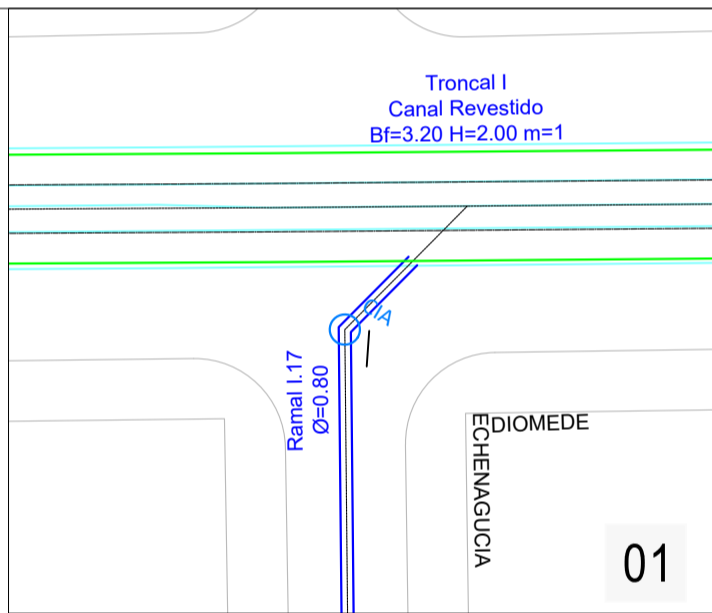 Troncal I
Canal Revestido
Bf=3.20 H=2.00 m=1
CIA
Ramal I.17
Ø=0.80
DIOMEDE
ECHENAGUCIA
01